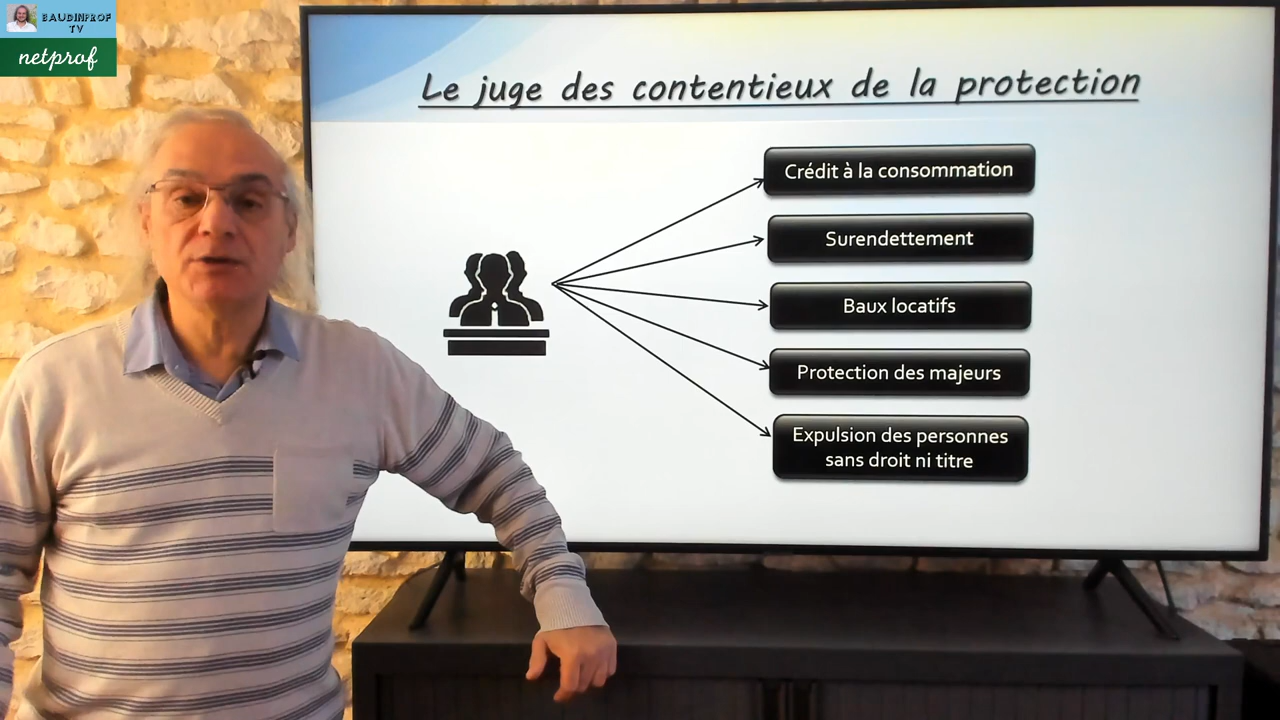 BAUDINPROF
TV
netprof
Le juge des contentieux de la protection
Crédit à la consommation
Surendettement
Baux locatifs
Protection des majeurs
Expulsion des personnes
sans droit ni titre